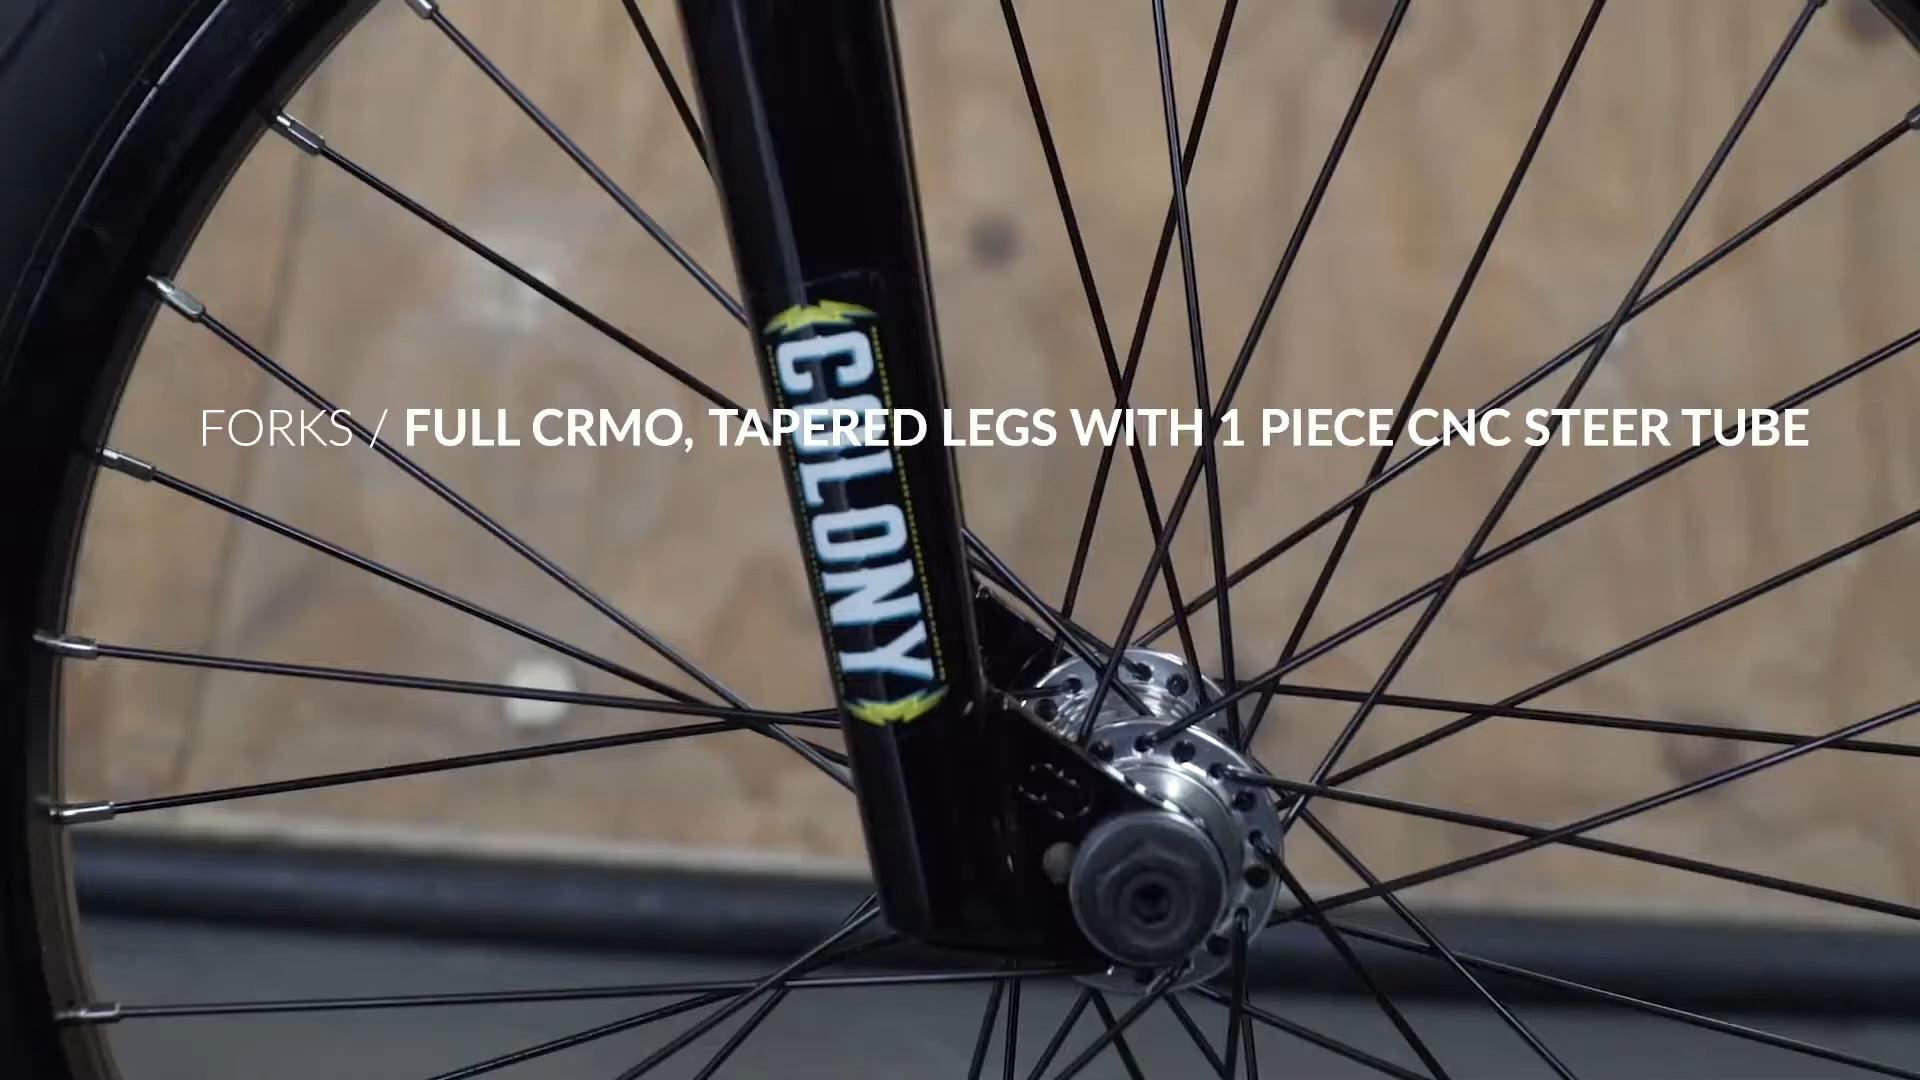 FORKS / FULL CRMO, TAPERED LEGS WITH 1 PIECE CNC STEER TUBE
COLONY